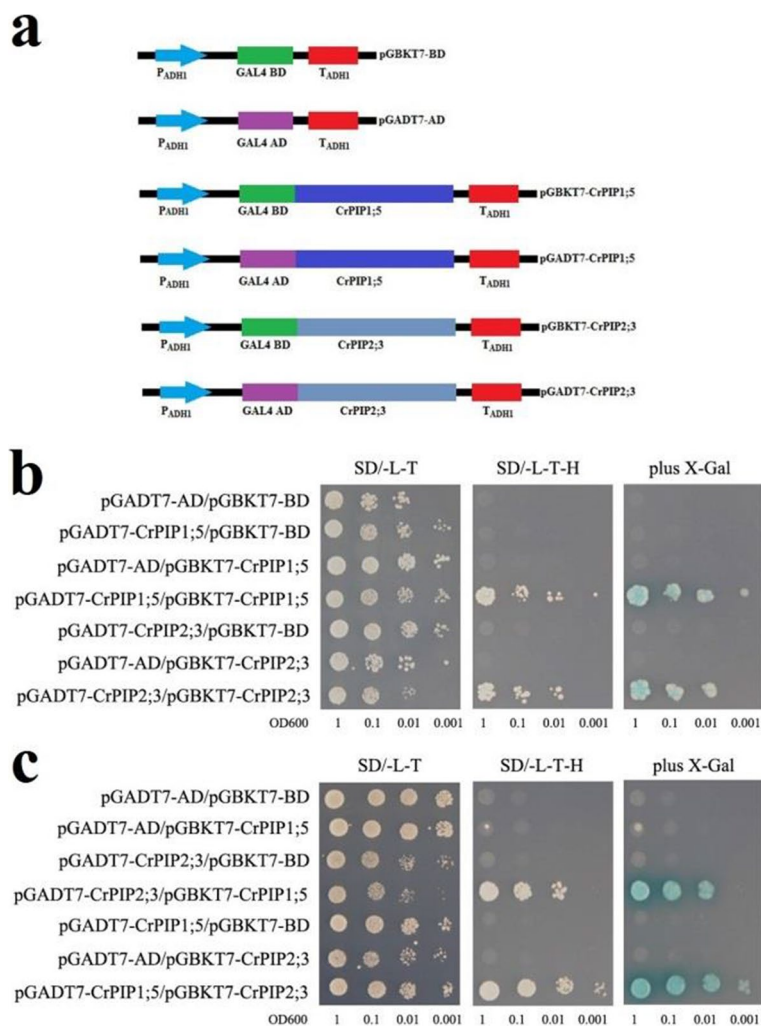 a
pGBKT7-BD
PADH1 GAL4 BD TADH1
pGADT7-AD
PADH1 GAL4 AD TADH1
pGBKT7-CrPIP1;5
PADH1 GAL4 BD CrPIP1;5 TADH1
pGADT7-CrPIP1;5
PADH1 GAL4 AD CrPIP1;5 TADH1
pGBKT7-CrPIP2;3
PADH1 GAL4 BD CrPIP2;3 TADH1
pGADT7-CrPIP2;3
PADH1 GAL4 AD CrPIP2;3 TADH1
b
SD/-L-T SD/-L-T-H plus X-Gal
pGADT7-AD/pGBKT7-BD
pGADT7-CrPIP1;5/pGBKT7-BD
pGADT7-AD/pGBKT7-CrPIP1;5
pGADT7-CrPIP1;5/pGBKT7-CrPIP1;5
pGADT7-CrPIP2;3/pGBKT7-BD
pGADT7-AD/pGBKT7-CrPIP2;3
pGADT7-CrPIP2;3/pGBKT7-CrPIP2;3
OD600 1 0.1 0.01 0.001 1 0.1 0.01 0.001 1 0.1 0.01 0.001
c
SD/-L-T SD/-L-T-H plus X-Gal
pGADT7-AD/pGBKT7-BD
pGADT7-AD/pGBKT7-CrPIP1;5
pGADT7-CrPIP2;3/pGBKT7-BD
pGADT7-CrPIP2;3/pGBKT7-CrPIP1;5
pGADT7-CrPIP1;5/pGBKT7-BD
pGADT7-AD/pGBKT7-CrPIP2;3
pGADT7-CrPIP1;5/pGBKT7-CrPIP2;3
OD600 1 0.1 0.01 0.001 1 0.1 0.01 0.001 1 0.1 0.01 0.001